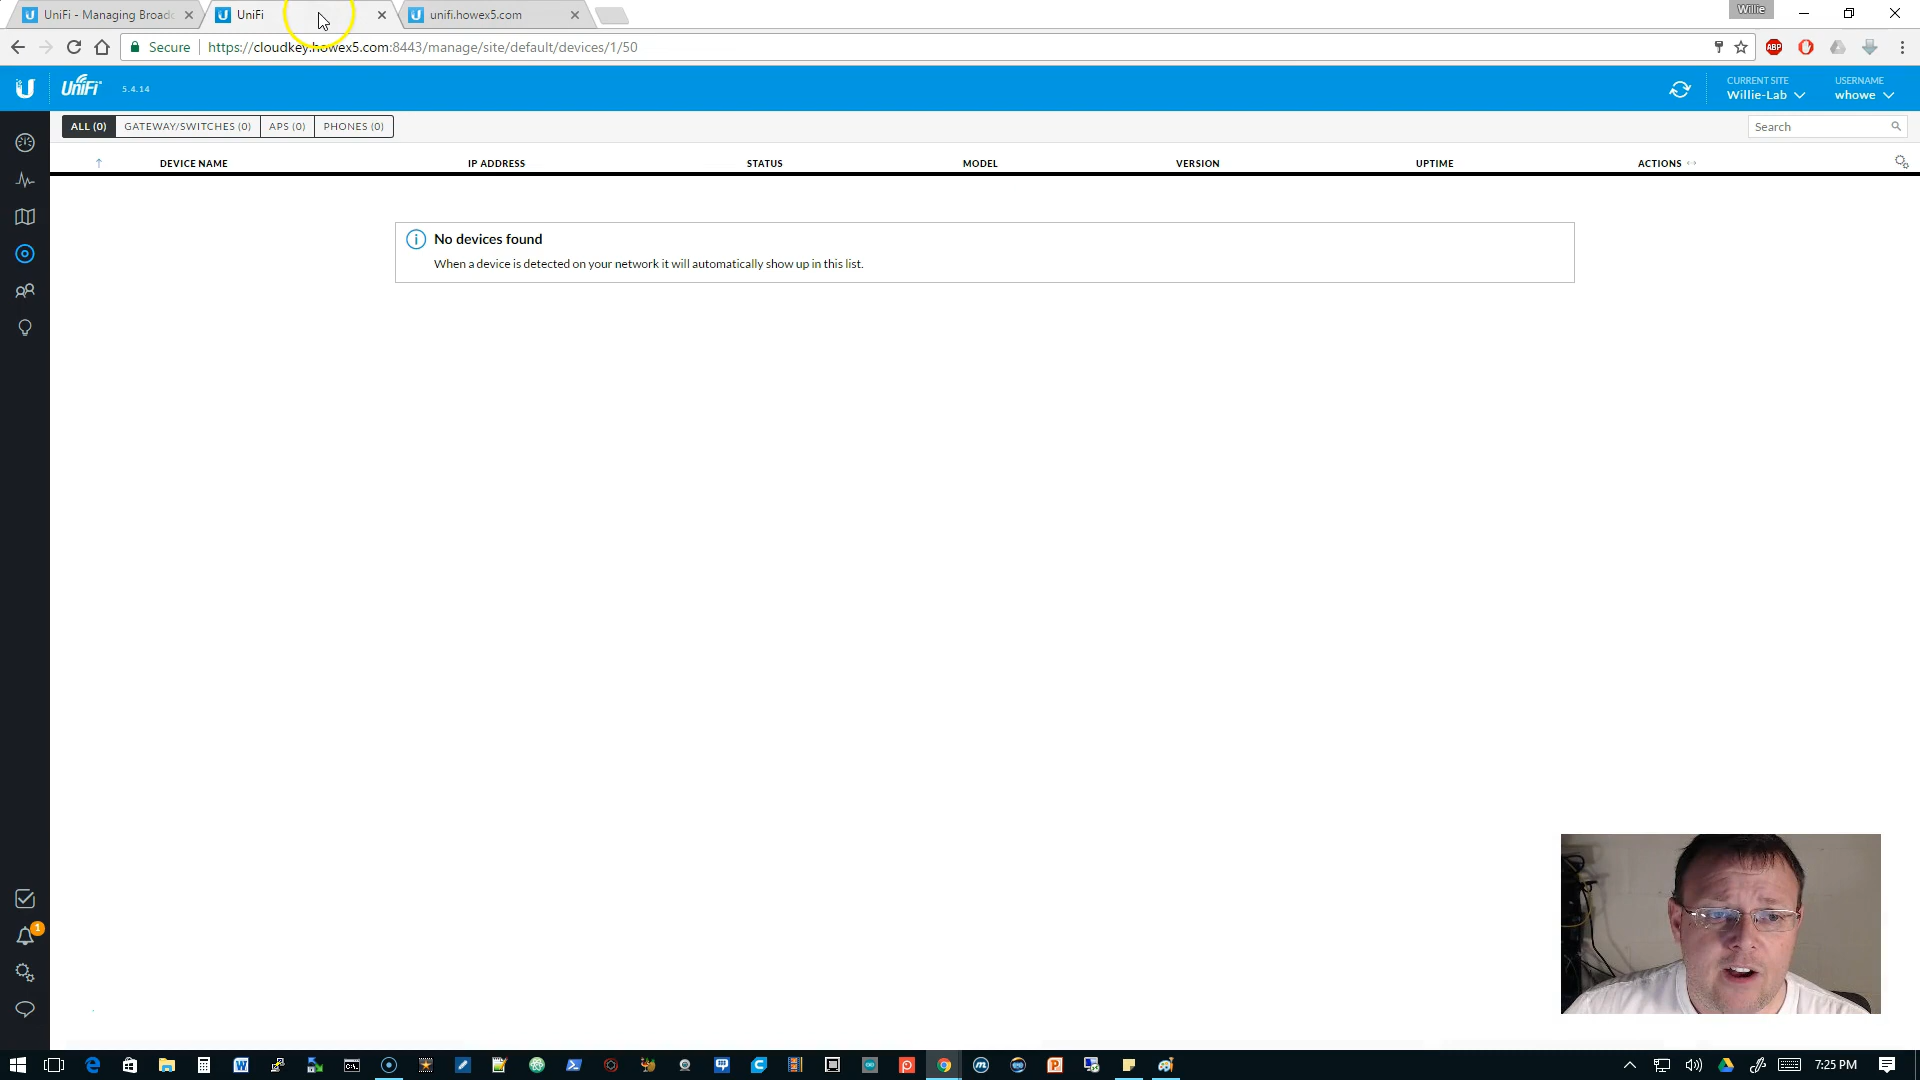 UniFi - Managing Broadc
UniFi
unifi.howex5.com
Willie
Secure
https://cloudkey.howex5.com:8443/manage/site/default/devices/1/50
ABP
UniFi
5.4.14
CURRENT SITE
Willie-Lab
USERNAME
whowe
ALL (0)
GATEWAY/SWITCHES (0)
APS (0)
PHONES (0)
Search
DEVICE NAME
IP ADDRESS
STATUS
MODEL
VERSION
UPTIME
ACTIONS
No devices found
When a device is detected on your network it will automatically show up in this list.
1
7:25 PM